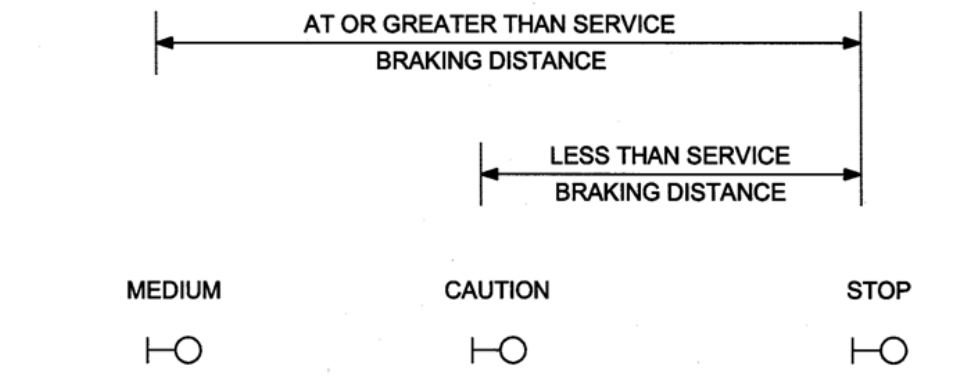 AT OR GREATER THAN SERVICE
BRAKING DISTANCE
LESS THAN SERVICE
BRAKING DISTANCE
MEDIUM CAUTION STOP